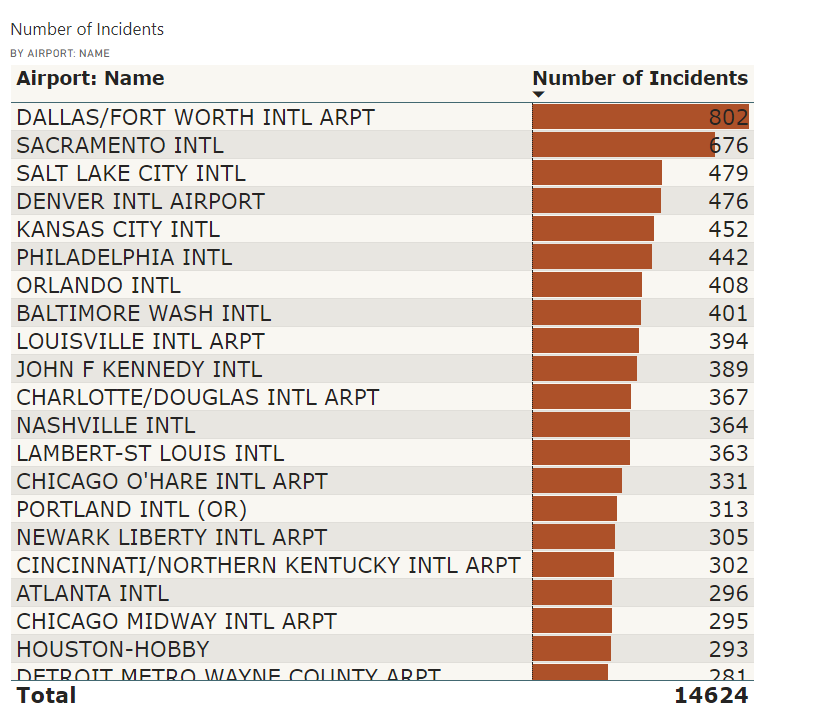 Number of Incidents
BY AIRPORT: NAME
Airport: Name Number of Incidents
DALLAS/FORT WORTH INTL ARPT 802
SACRAMENTO INTL 676
SALT LAKE CITY INTL 479
DENVER INTL AIRPORT 476
KANSAS CITY INTL 452
PHILADELPHIA INTL 442
ORLANDO INTL 408
BALTIMORE WASH INTL 401
LOUISVILLE INTL ARPT 394
JOHN F KENNEDY INTL 389
CHARLOTTE/DOUGLAS INTL ARPT 367
NASHVILLE INTL 364
LAMBERT-ST LOUIS INTL 363
CHICAGO O'HARE INTL ARPT 331
PORTLAND INTL (OR) 313
NEWARK LIBERTY INTL ARPT 305
CINCINNATI/NORTHERN KENTUCKY INTL ARPT 302
ATLANTA INTL 296
CHICAGO MIDWAY INTL ARPT 295
HOUSTON-HOBBY 293
DETROIT METRO WAYNE COUNTY ARPT 281
Total 14624